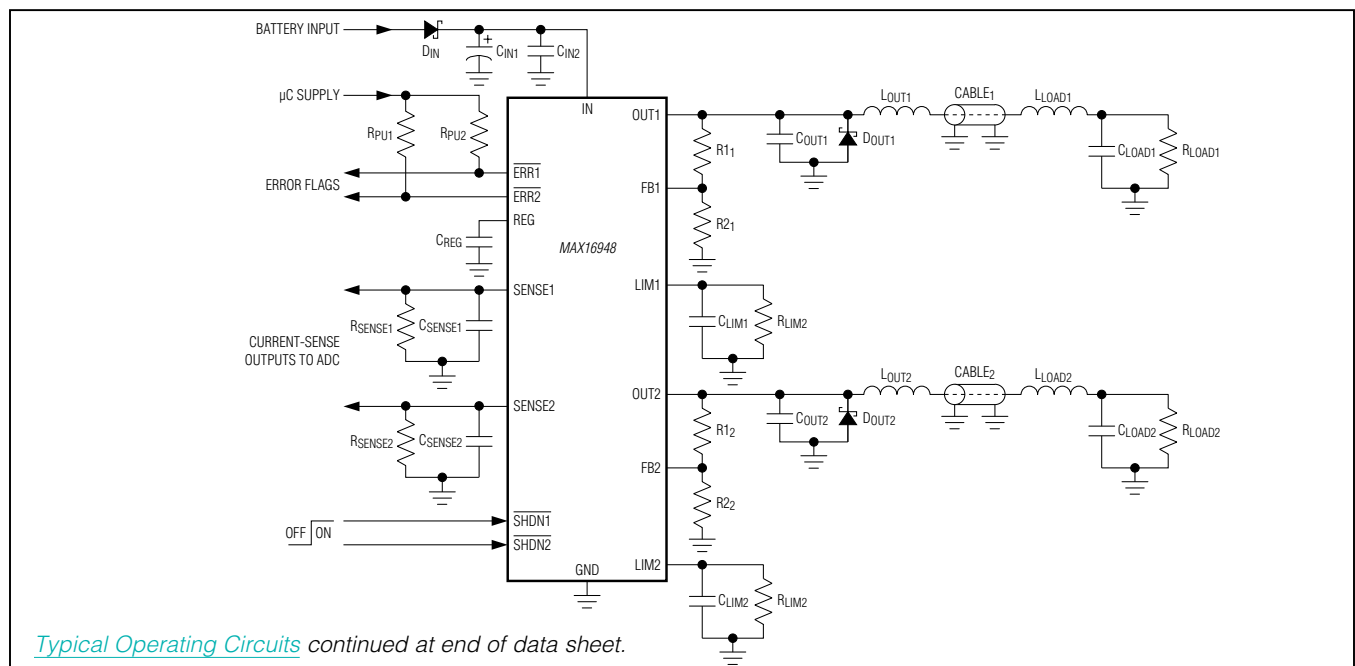 BATTERY INPUT
DIN
CIN1
+
CIN2
µC SUPPLY
RPU1
RPU2
ERROR FLAGS
IN
ERR1
ERR2
REG
CREG
MAX16948
SENSE1
RSENSE1
CSENSE1
CURRENT-SENSE
OUTPUTS TO ADC
SENSE2
RSENSE2
CSENSE2
OFF ON
SHDN1
SHDN2
GND
OUT1
R11
FB1
R21
COUT1
DOUT1
LOUT1
CABLE1
LLOAD1
CLOAD1
RLOAD1
LIM1
CLIM1
RLIM2
OUT2
R12
FB2
R22
COUT2
DOUT2
LOUT2
CABLE2
LLOAD2
CLOAD2
RLOAD2
LIM2
CLIM2
RLIM2
Typical Operating Circuits continued at end of data sheet.